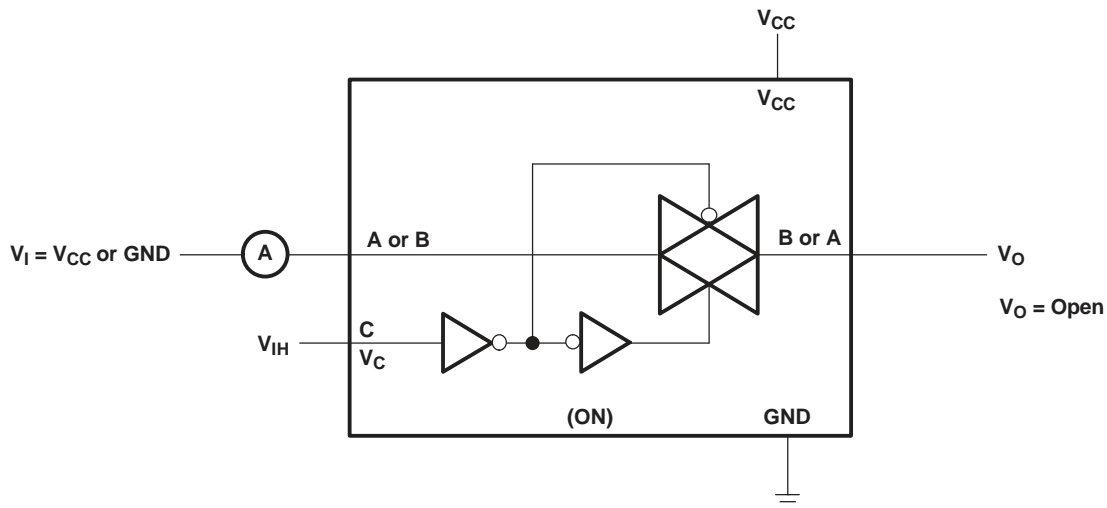 VCC
VCC
VI = VCC or GND
A
A or B
B or A
VO
VO = Open
VIH
C
VC
(ON)
GND